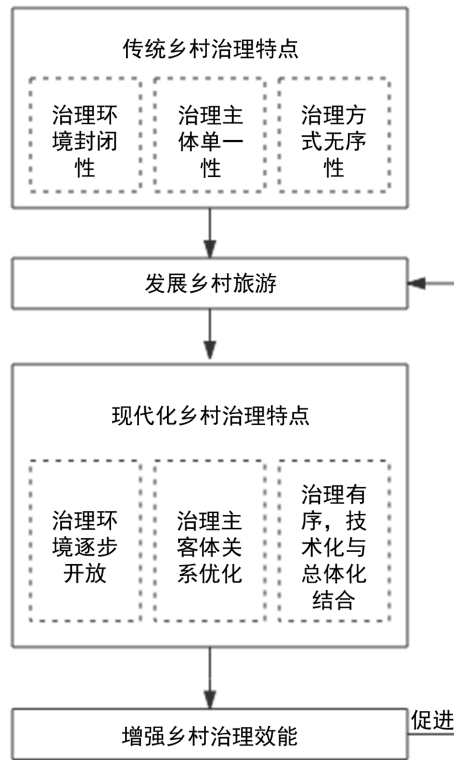 传统乡村治理特点
治理环
境封闭
性
治理主
体单一
性
治理方
式无序
性
发展乡村旅游
现代化乡村治理特点
治理环
境逐步
开放
治理主
客体关
系优化
治理有
序，技
术化与
总体化
结合
增强乡村治理效能
促进